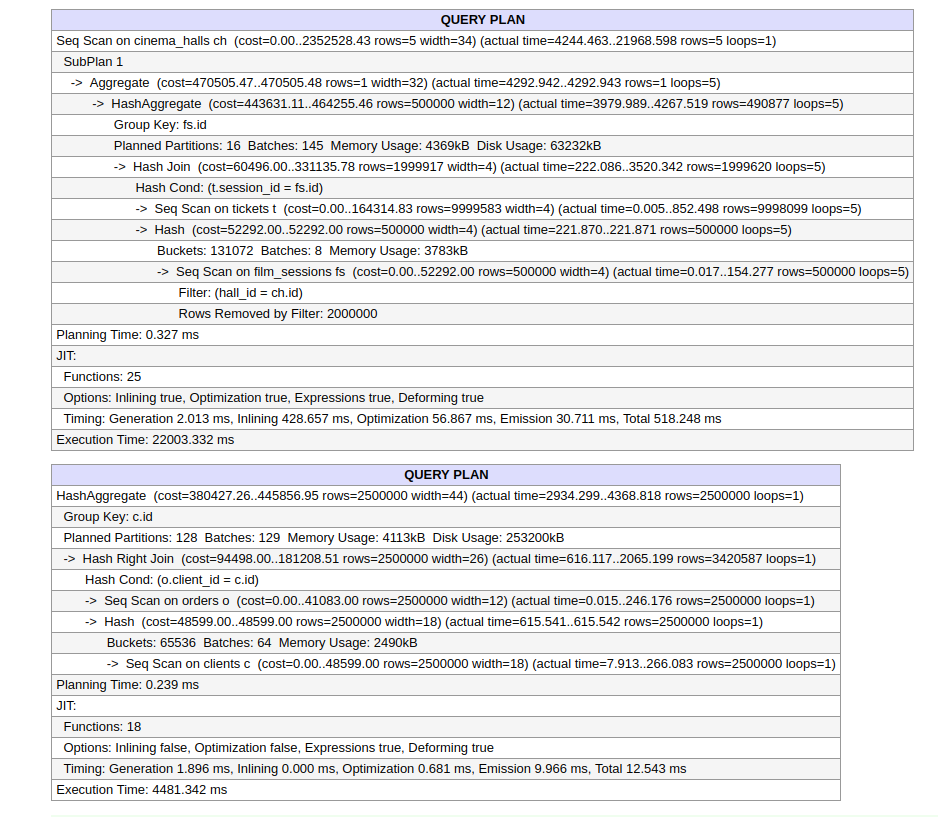 QUERY PLAN
Seq Scan on cinema_halls ch (cost=0.00..2352528.43 rows=5 width=34) (actual time=4244.463..21968.598 rows=5 loops=1)
SubPlan 1
-> Aggregate (cost=470505.47..470505.48 rows=1 width=32) (actual time=4292.942..4292.943 rows=1 loops=5)
-> HashAggregate (cost=443631.11..464255.46 rows=500000 width=12) (actual time=3979.989..4267.519 rows=490877 loops=5)
Group Key: fs.id
Planned Partitions: 16 Batches: 145 Memory Usage: 4369kB Disk Usage: 63232kB
-> Hash Join (cost=60496.00..331135.78 rows=1999917 width=4) (actual time=222.086..3520.342 rows=1999620 loops=5)
Hash Cond: (t.session_id = fs.id)
-> Seq Scan on tickets t (cost=0.00..164314.83 rows=9999583 width=4) (actual time=0.005..852.498 rows=9998099 loops=5)
-> Hash (cost=52292.00..52292.00 rows=500000 width=4) (actual time=221.870..221.871 rows=500000 loops=5)
Buckets: 131072 Batches: 8 Memory Usage: 3783kB
-> Seq Scan on film_sessions fs (cost=0.00..52292.00 rows=500000 width=4) (actual time=0.017..154.277 rows=500000 loops=5)
Filter: (hall_id = ch.id)
Rows Removed by Filter: 2000000
Planning Time: 0.327 ms
JIT:
Functions: 25
Options: Inlining true, Optimization true, Expressions true, Deforming true
Timing: Generation 2.013 ms, Inlining 428.657 ms, Optimization 56.867 ms, Emission 30.711 ms, Total 518.248 ms
Execution Time: 22003.332 ms
QUERY PLAN
HashAggregate (cost=380427.26..445856.95 rows=2500000 width=44) (actual time=2934.299..4368.818 rows=2500000 loops=1)
Group Key: c.id
Planned Partitions: 128 Batches: 129 Memory Usage: 4113kB Disk Usage: 253200kB
-> Hash Right Join (cost=94498.00..181208.51 rows=2500000 width=26) (actual time=616.117..2065.199 rows=3420587 loops=1)
Hash Cond: (o.client_id = c.id)
-> Seq Scan on orders o (cost=0.00..41083.00 rows=2500000 width=12) (actual time=0.015..246.176 rows=2500000 loops=1)
-> Hash (cost=48599.00..48599.00 rows=2500000 width=18) (actual time=615.541..615.542 rows=2500000 loops=1)
Buckets: 65536 Batches: 64 Memory Usage: 2490kB
-> Seq Scan on clients c (cost=0.00..48599.00 rows=2500000 width=18) (actual time=7.913..266.083 rows=2500000 loops=1)
Planning Time: 0.239 ms
JIT:
Functions: 18
Options: Inlining false, Optimization false, Expressions true, Deforming true
Timing: Generation 1.896 ms, Inlining 0.000 ms, Optimization 0.681 ms, Emission 9.966 ms, Total 12.543 ms
Execution Time: 4481.342 ms